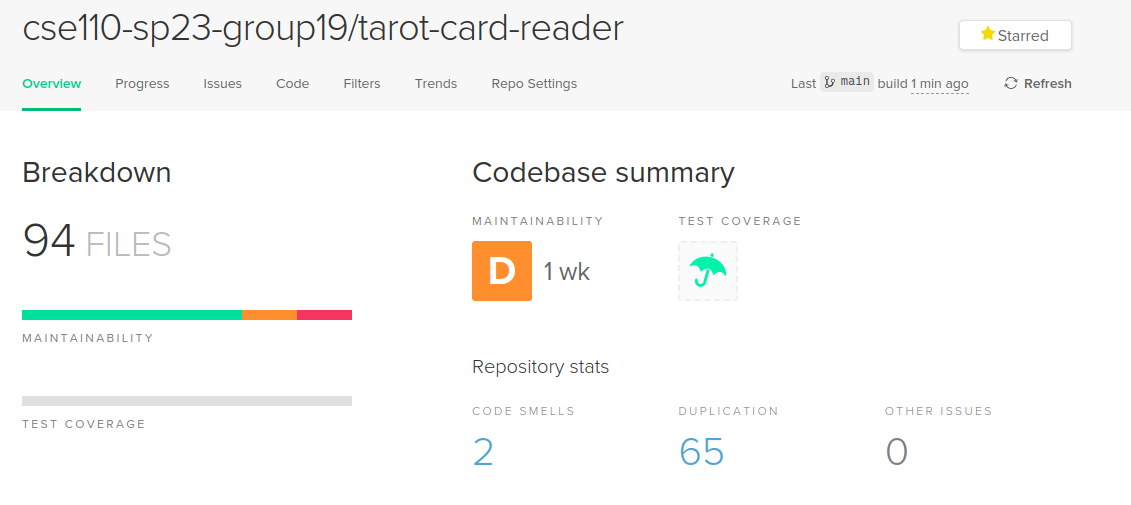 cse110-sp23-group19/tarot-card-reader
Starred
Overview Progress Issues Code Filters Trends Repo Settings
Last main build 1 min ago Refresh
Breakdown
94 FILES
MAINTAINABILITY
TEST COVERAGE
Codebase summary
MAINTAINABILITY TEST COVERAGE
D 1 wk
Repository stats
CODE SMELLS DUPLICATION OTHER ISSUES
2 65 0